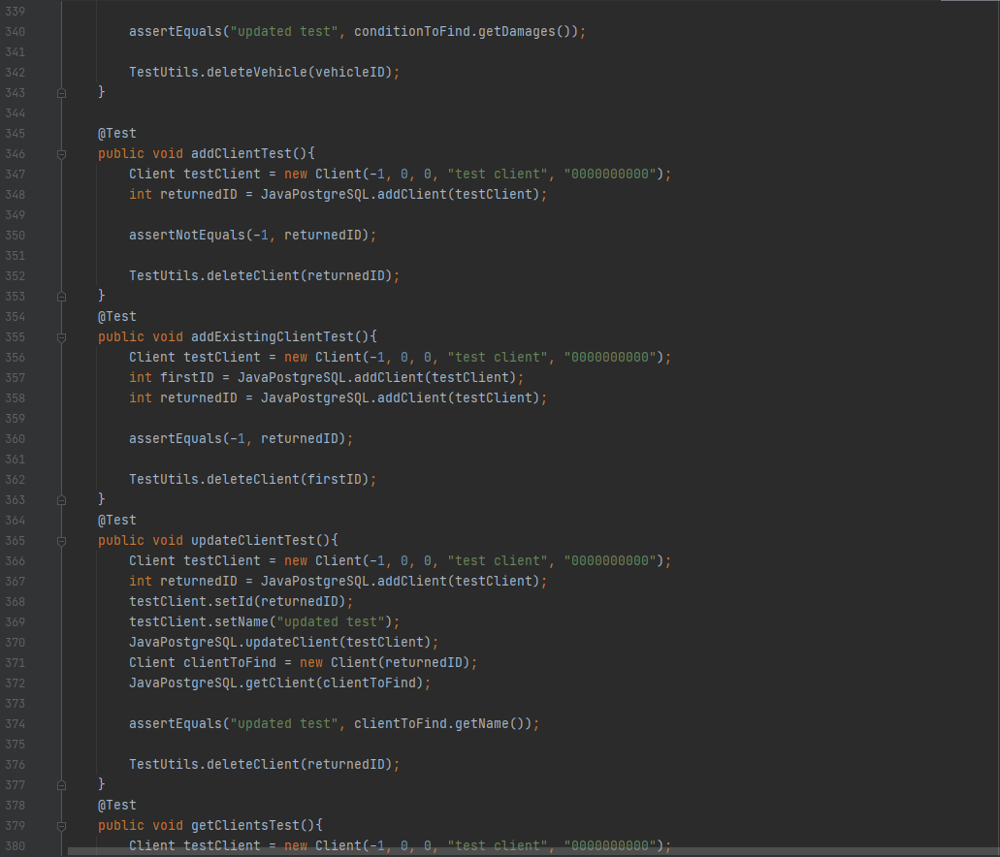 339
340 assertEquals("updated test", conditionToFind.getDamages());
341
342 TestUtils.deleteVehicle(vehicleID);
343 }
344
345 @Test
346 public void addClientTest(){
347 Client testClient = new Client(-1, 0, 0, "test client", "0000000000");
348 int returnedID = JavaPostgreSQL.addClient(testClient);
349
350 assertNotEquals(-1, returnedID);
351
352 TestUtils.deleteClient(returnedID);
353 }
354 @Test
355 public void addExistingClientTest(){
356 Client testClient = new Client(-1, 0, 0, "test client", "0000000000");
357 int firstID = JavaPostgreSQL.addClient(testClient);
358 int returnedID = JavaPostgreSQL.addClient(testClient);
359
360 assertEquals(-1, returnedID);
361
362 TestUtils.deleteClient(firstID);
363 }
364 @Test
365 public void updateClientTest(){
366 Client testClient = new Client(-1, 0, 0, "test client", "0000000000");
367 int returnedID = JavaPostgreSQL.addClient(testClient);
368 testClient.setId(returnedID);
369 testClient.setName("updated test");
370 JavaPostgreSQL.updateClient(testClient);
371 Client clientToFind = new Client(returnedID);
372 JavaPostgreSQL.getClient(clientToFind);
373
374 assertEquals("updated test", clientToFind.getName());
375
376 TestUtils.deleteClient(returnedID);
377 }
378 @Test
379 public void getClientsTest(){
380 Client testClient = new Client(-1, 0, 0, "test client", "0000000000");